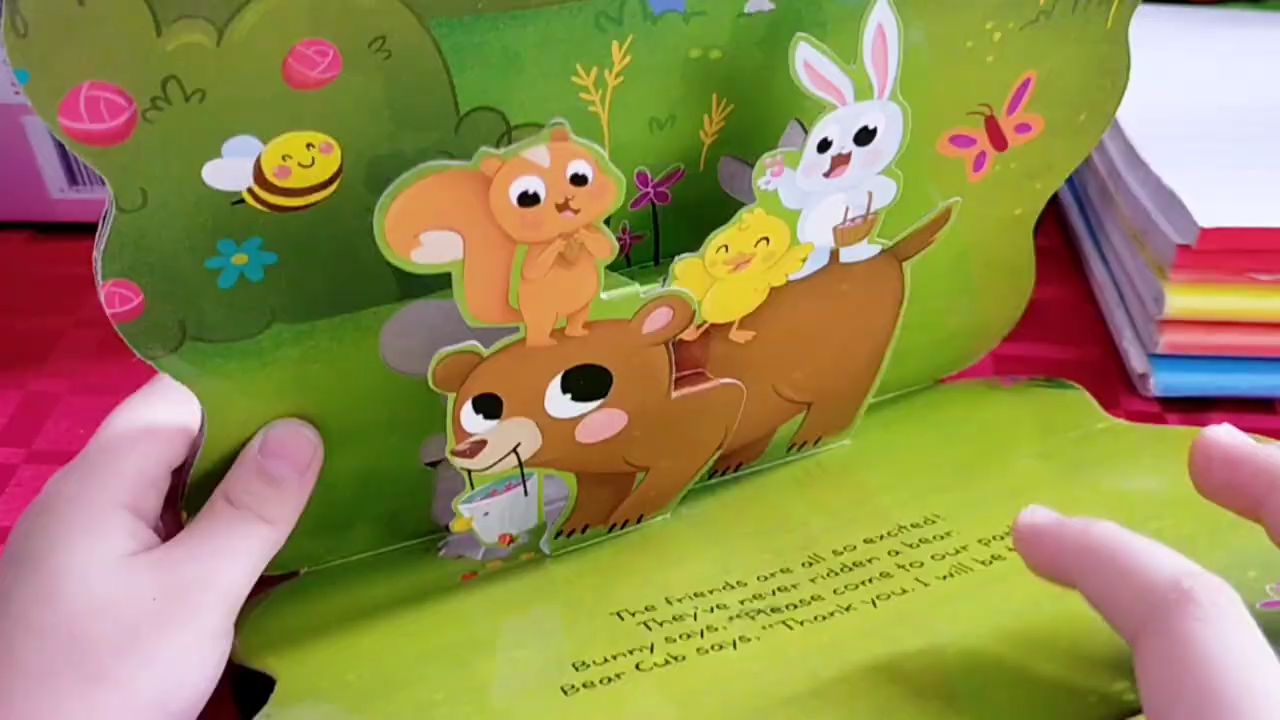 The friends are all so excited!
They've never ridden a bear
Bunny says, "Please come to our
Bear Cub says, "Thank you. I will be